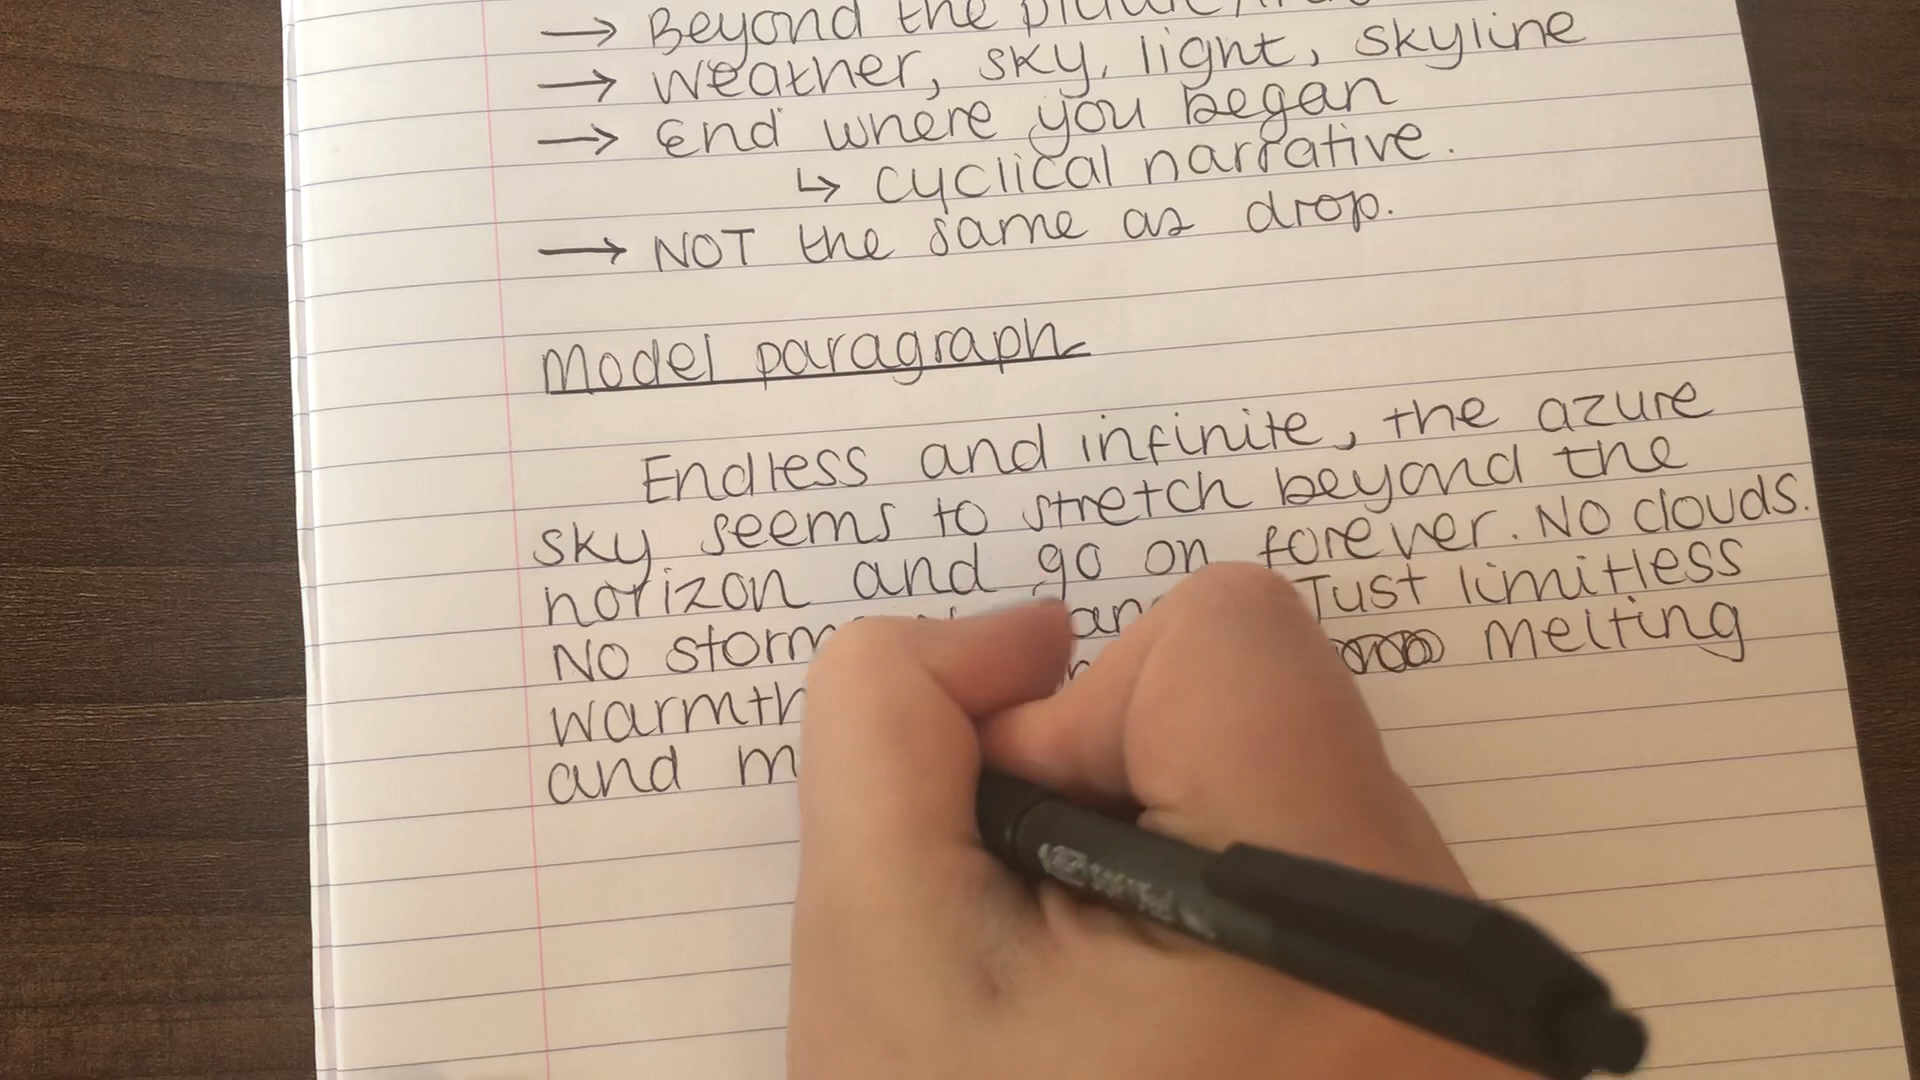 → Beyond the
→ Weather, sky, light, skyline
→ End where you began
↳ cyclical narrative.
→ NOT the same as drop.
Model paragraph
Endless and infinite, the azure
sky seems to stretch beyond the
horizon and go on forever. No clouds.
No Just limitless
warmth melting
and